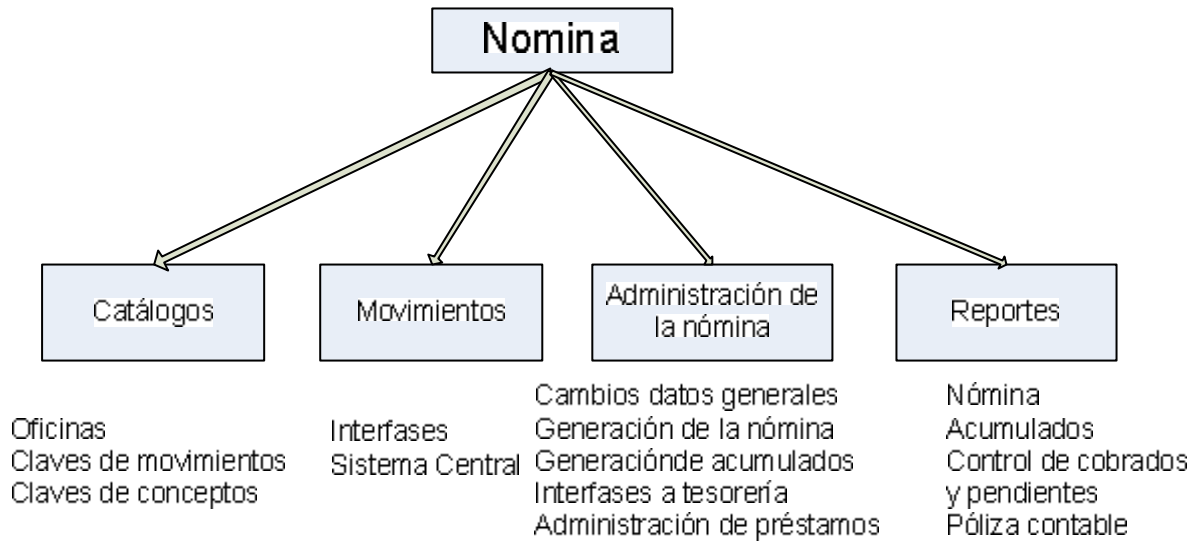 Nomina
Catálogos
Movimientos
Administración de
la nómina
Reportes
Oficinas
Claves de movimientos
Claves de conceptos
Interfases
Sistema Central
Cambios datos generales
Generación de la nómina
Generaciónde acumulados
Interfases a tesorería
Administración de préstamos
Nómina
Acumulados
Control de cobrados
y pendientes
Póliza contable